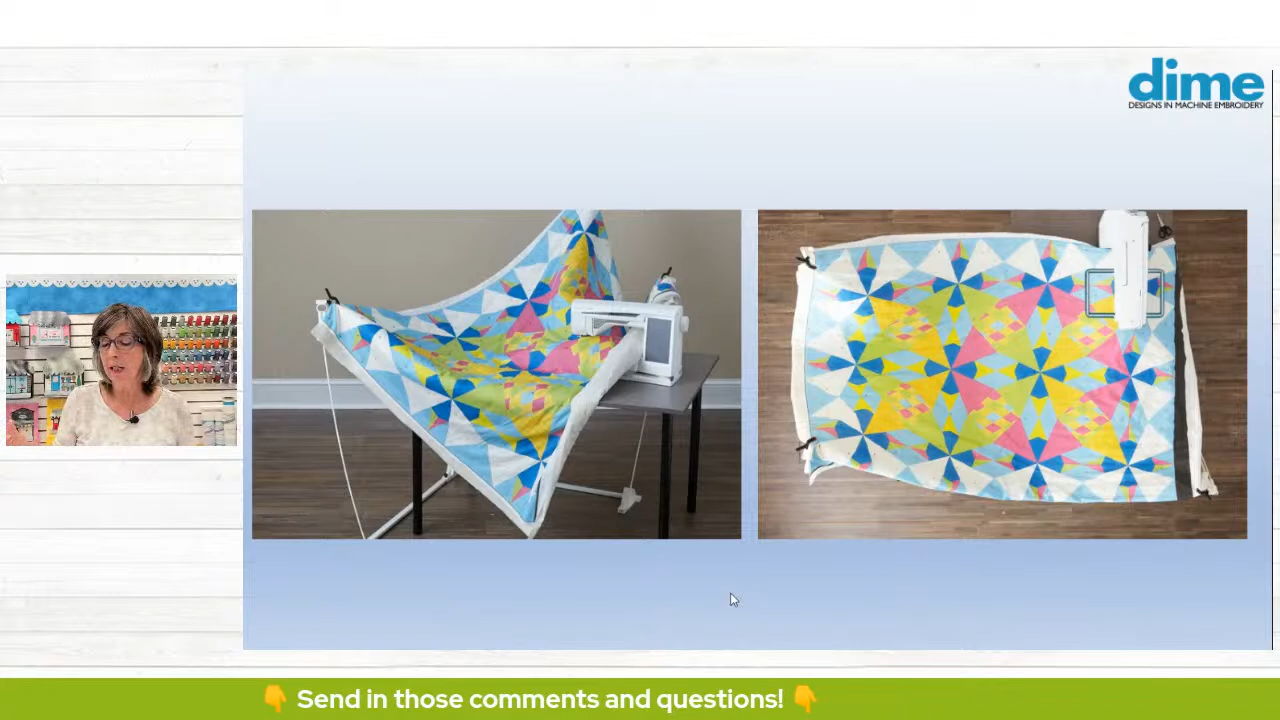 dime
DESIGNS IN MACHINE EMBROIDERY
👇 Send in those comments and questions! 👇